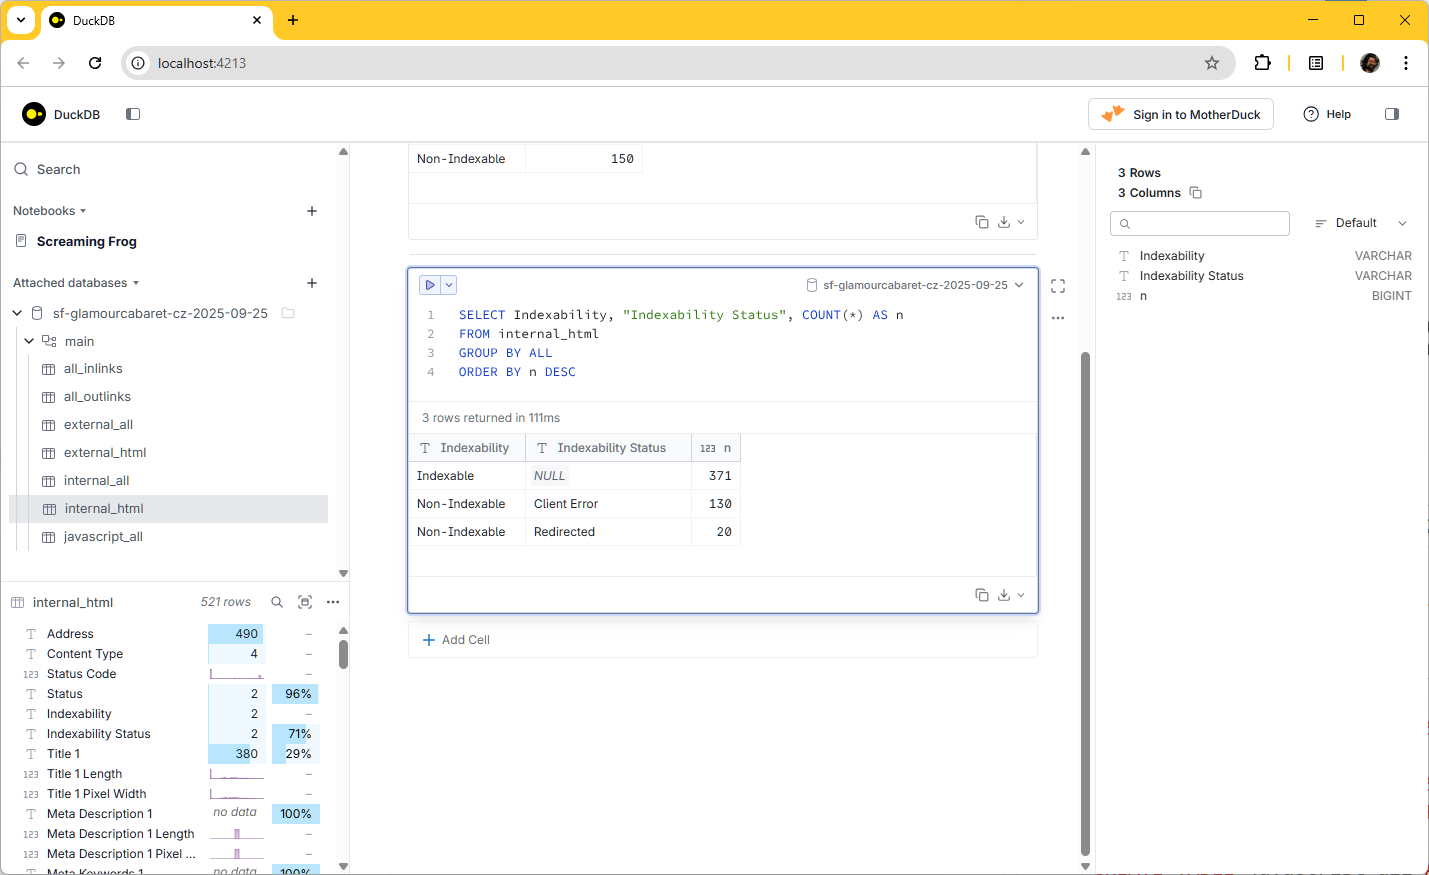 DuckDB
localhost:4213
DuckDB
Sign in to MotherDuck
Help
Search
Notebooks
Screaming Frog
Attached databases
sf-glamourcabaret-cz-2025-09-25
main
all_inlinks
all_outlinks
external_all
external_html
internal_all
internal_html
javascript_all
internal_html 521 rows
T Address 490 –
T Content Type 4 –
123 Status Code –
T Status 2 96%
T Indexability 2 –
T Indexability Status 2 71%
T Title 1 380 29%
123 Title 1 Length –
123 Title 1 Pixel Width –
T Meta Description 1 no data 100%
123 Meta Description 1 Length –
123 Meta Description 1 Pixel ... –
T Meta Keywords 1 no data 100%
Non-Indexable 150
sf-glamourcabaret-cz-2025-09-25
1 SELECT Indexability, "Indexability Status", COUNT(*) AS n
2 FROM internal_html
3 GROUP BY ALL
4 ORDER BY n DESC
3 rows returned in 111ms
T Indexability T Indexability Status 123 n
Indexable NULL 371
Non-Indexable Client Error 130
Non-Indexable Redirected 20
Add Cell
3 Rows
3 Columns
Default
T Indexability VARCHAR
T Indexability Status VARCHAR
123 n BIGINT